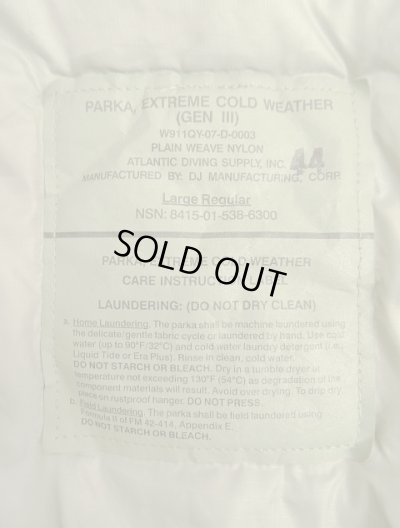 PARKA, EXTREME COLD WEATHER
(GEN III)
W911QY-07-D-0003
PLAIN WEAVE NYLON
ATLANTIC DIVING SUPPLY, INC.
44
MANUFACTURED BY: DJ MANUFACTURING, CORP.
Large Regular
NSN: 8415-01-538-6300
SOLD OUT
PARKA, EXTREME COLD WEATHER
CARE INSTRUCTION LABEL
LAUNDERING: (DO NOT DRY CLEAN)
a. Home Laundering. The parka shall be machine laundered using
the delicate/gentle fabric cycle or laundered by hand. Use cold
water (up to 90°F/32°C) and cold water laundry detergent (i.e.
Liquid Tide or Era Plus). Rinse in clean, cold water.
DO NOT STARCH OR BLEACH. Dry in a tumble dryer at
temperature not exceeding 130°F (54°C) as degradation of the
component materials will result. Avoid over drying. To drip dry,
place on rustproof hanger. DO NOT PRESS.
b. Field Laundering. The parka shall be field laundered using
Formula II of FM 42-414, Appendix E.
DO NOT STARCH OR BLEACH.